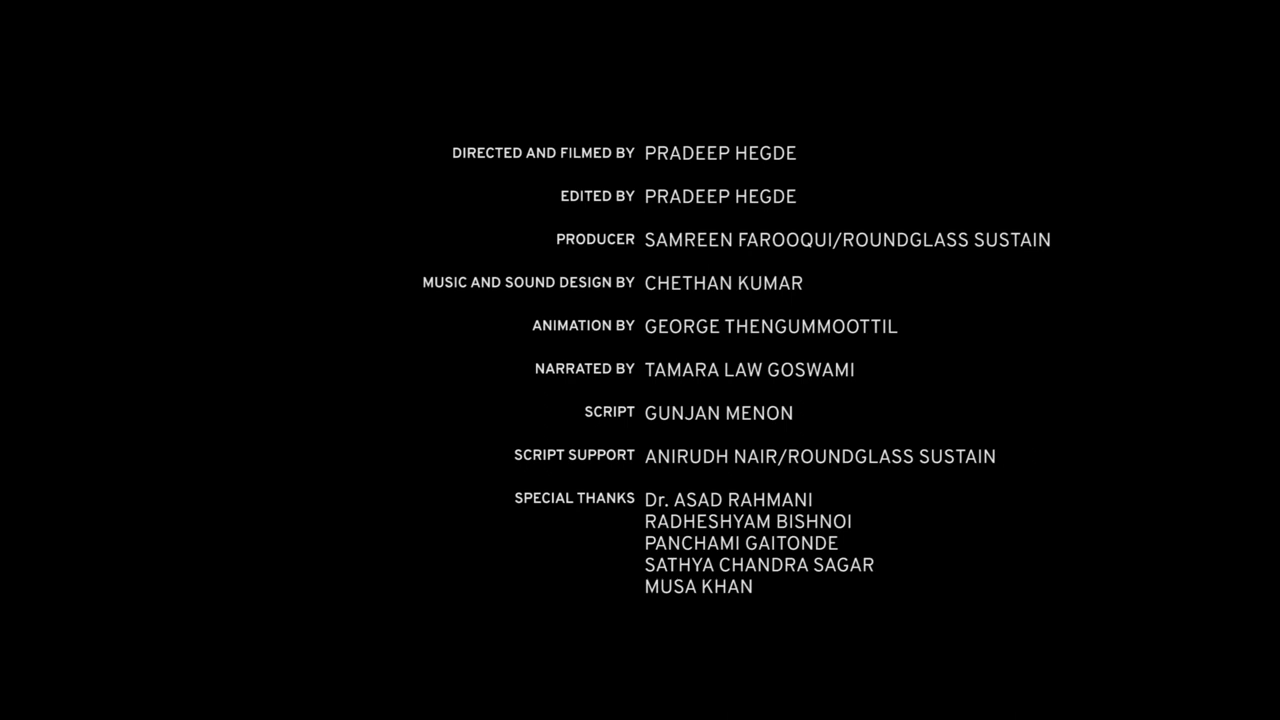 DIRECTED AND FILMED BY PRADEEP HEGDE
EDITED BY PRADEEP HEGDE
PRODUCER SAMREEN FAROOQUI/ROUNDGLASS SUSTAIN
MUSIC AND SOUND DESIGN BY CHETHAN KUMAR
ANIMATION BY GEORGE THENGUMMOOTTIL
NARRATED BY TAMARA LAW GOSWAMI
SCRIPT GUNJAN MENON
SCRIPT SUPPORT ANIRUDH NAIR/ROUNDGLASS SUSTAIN
SPECIAL THANKS Dr. ASAD RAHMANI
RADHESHYAM BISHNOI
PANCHAMI GAITONDE
SATHYA CHANDRA SAGAR
MUSA KHAN